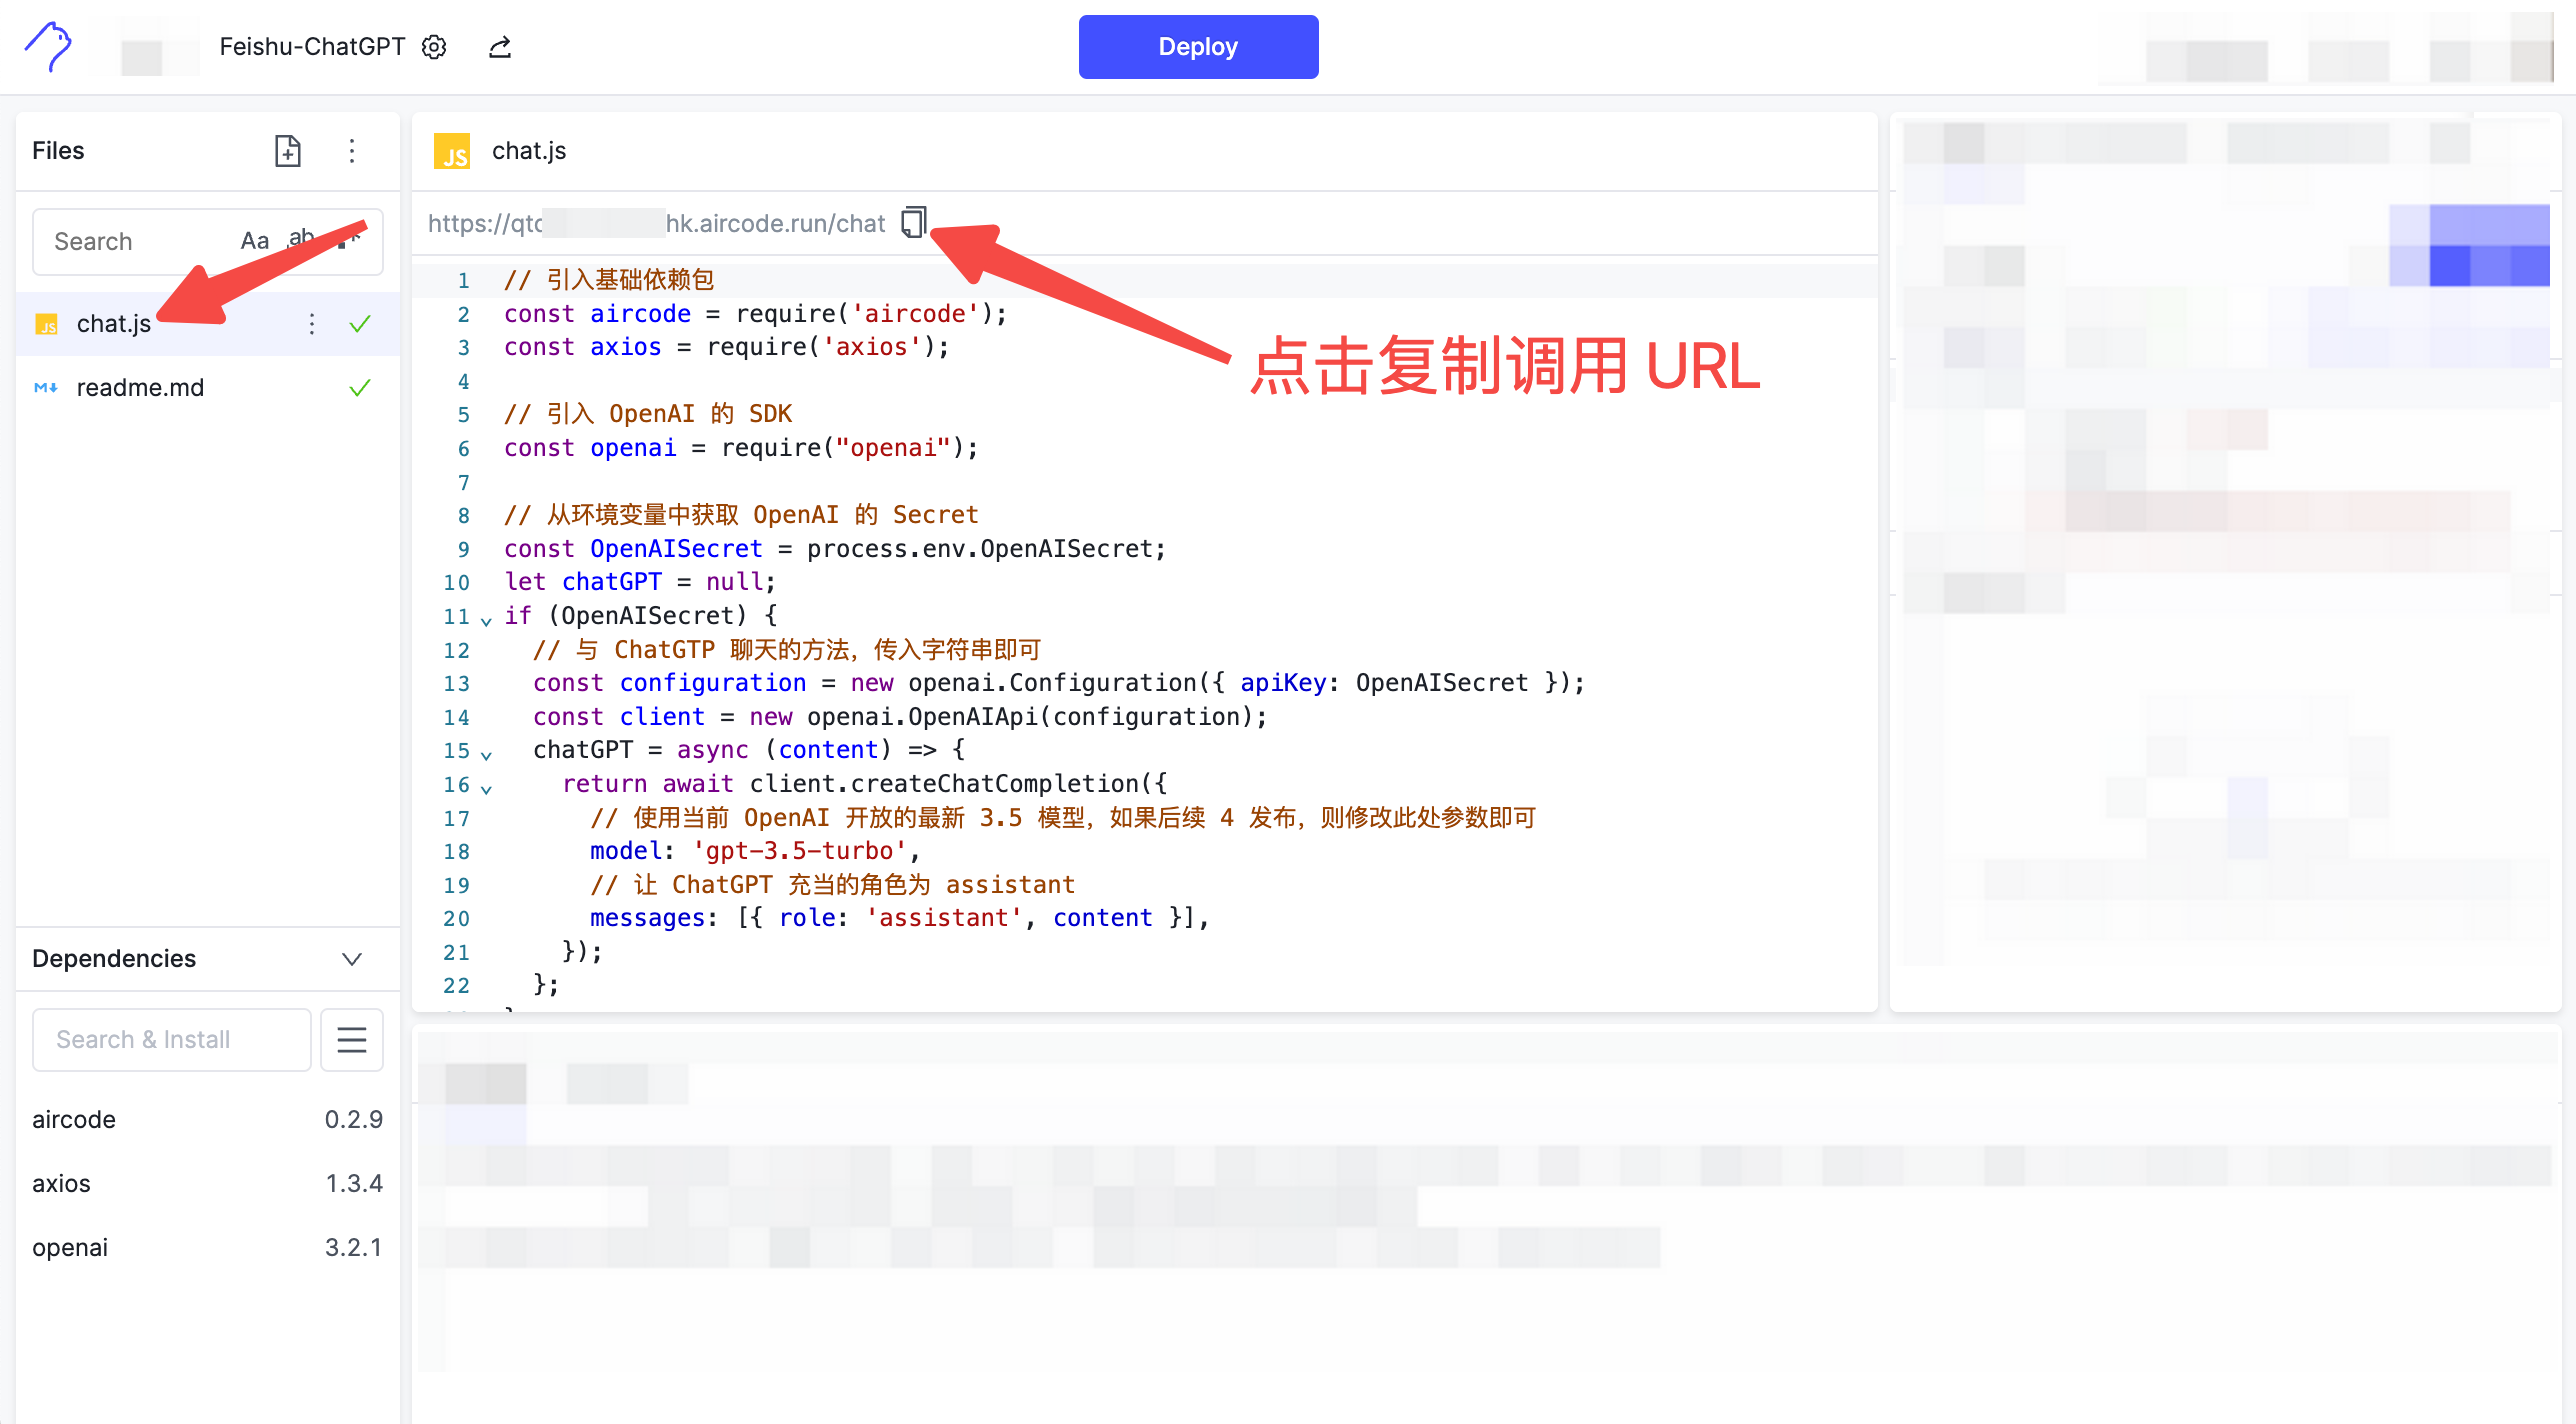 Feishu-ChatGPT
Deploy
Files
Search Aa ab .*
chat.js
readme.md
Dependencies
Search & Install
aircode 0.2.9
axios 1.3.4
openai 3.2.1
JS chat.js
https://qtc hk.aircode.run/chat
点击复制调用 URL
1 // 引入基础依赖包
2 const aircode = require('aircode');
3 const axios = require('axios');
4
5 // 引入 OpenAI 的 SDK
6 const openai = require("openai");
7
8 // 从环境变量中获取 OpenAI 的 Secret
9 const OpenAISecret = process.env.OpenAISecret;
10 let chatGPT = null;
11 if (OpenAISecret) {
12 // 与 ChatGTP 聊天的方法，传入字符串即可
13 const configuration = new openai.Configuration({ apiKey: OpenAISecret });
14 const client = new openai.OpenAIApi(configuration);
15 chatGPT = async (content) => {
16 return await client.createChatCompletion({
17 // 使用当前 OpenAI 开放的最新 3.5 模型，如果后续 4 发布，则修改此处参数即可
18 model: 'gpt-3.5-turbo',
19 // 让 ChatGPT 充当的角色为 assistant
20 messages: [{ role: 'assistant', content }],
21 });
22 };